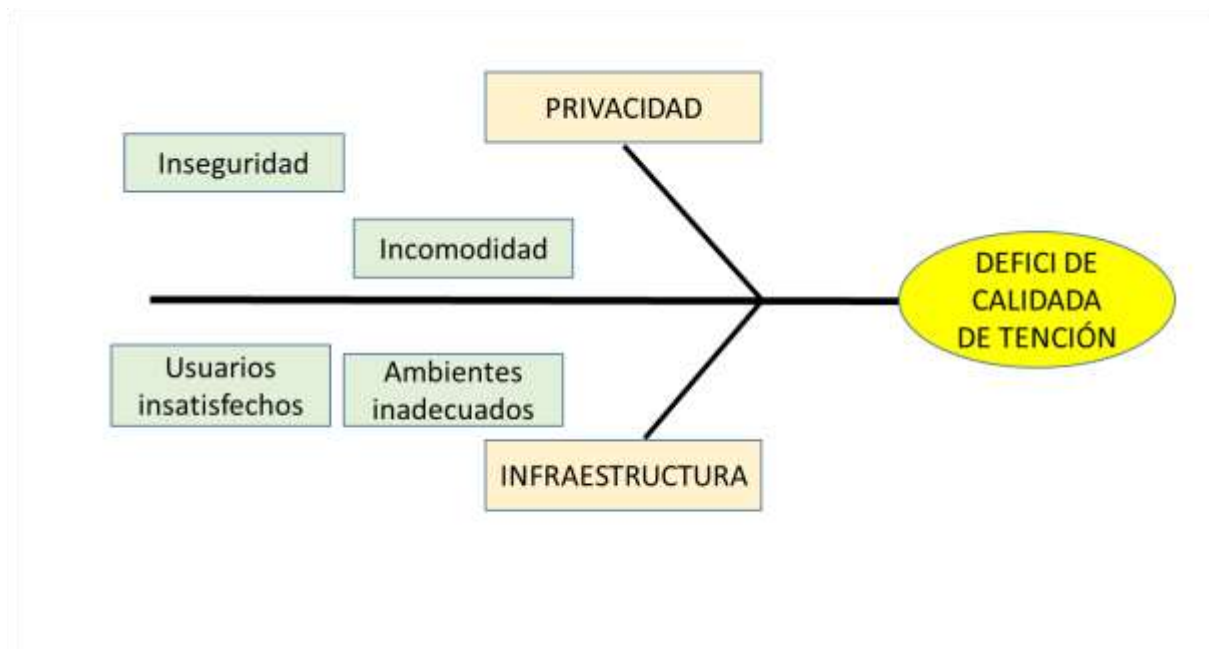 PRIVACIDAD
Inseguridad
Incomodidad
DEFICI DE
CALIDADA
DE TENCIÓN
Usuarios
insatisfechos
Ambientes
inadecuados
INFRAESTRUCTURA